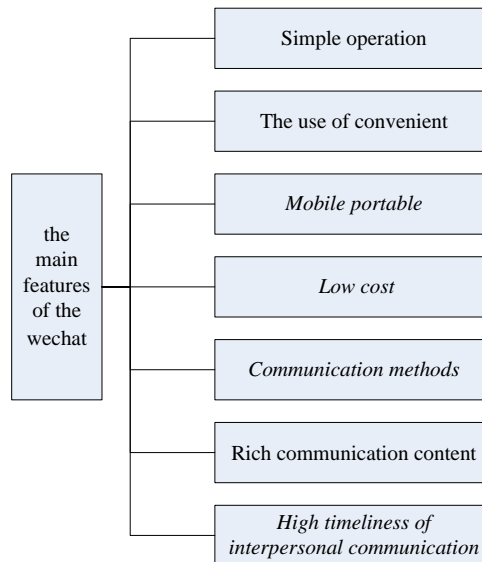 the
main
features
of the
wechat
Simple operation
The use of convenient
Mobile portable
Low cost
Communication methods
Rich communication content
High timeliness of
interpersonal communication